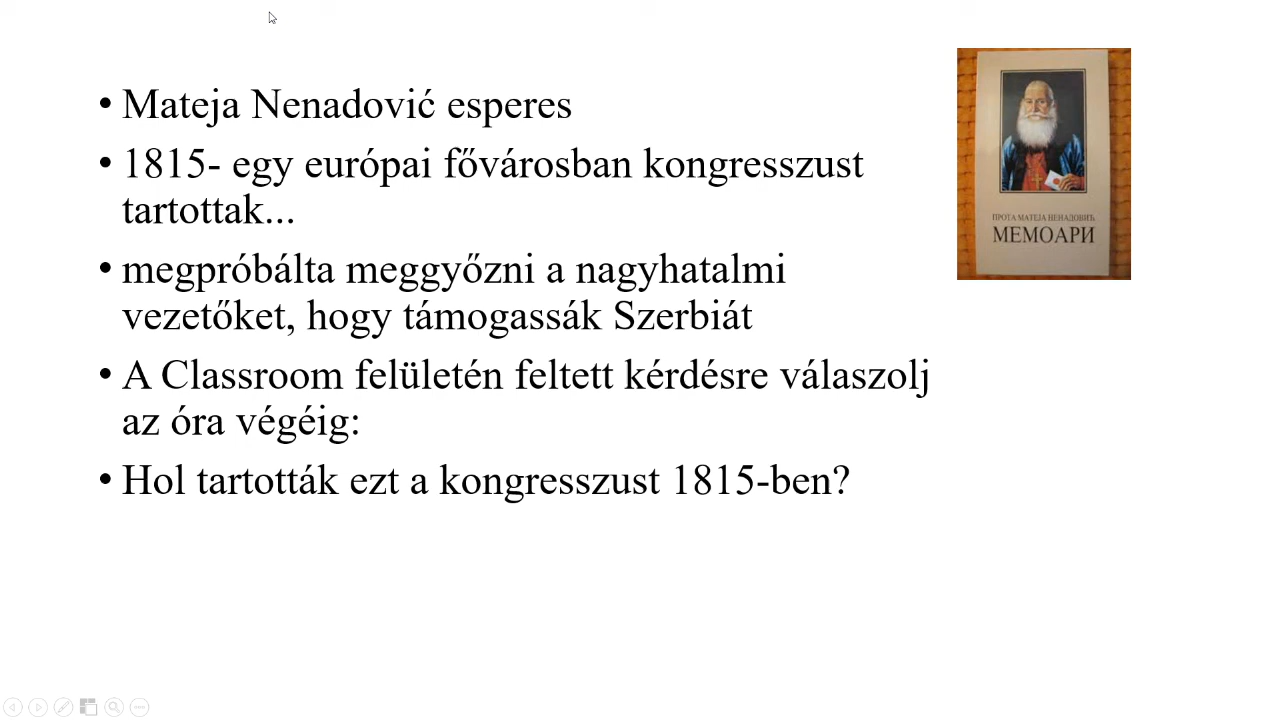 • Mateja Nenadović esperes
• 1815- egy európai fővárosban kongresszust
tartottak...
• megpróbálta meggyőzni a nagyhatalmi
vezetőket, hogy támogassák Szerbiát
• A Classroom felületén feltett kérdésre válaszolj
az óra végéig:
• Hol tartották ezt a kongresszust 1815-ben?
ПРОТА МАТЕЈА НЕНАДОВИЋ
МЕМОАРИ